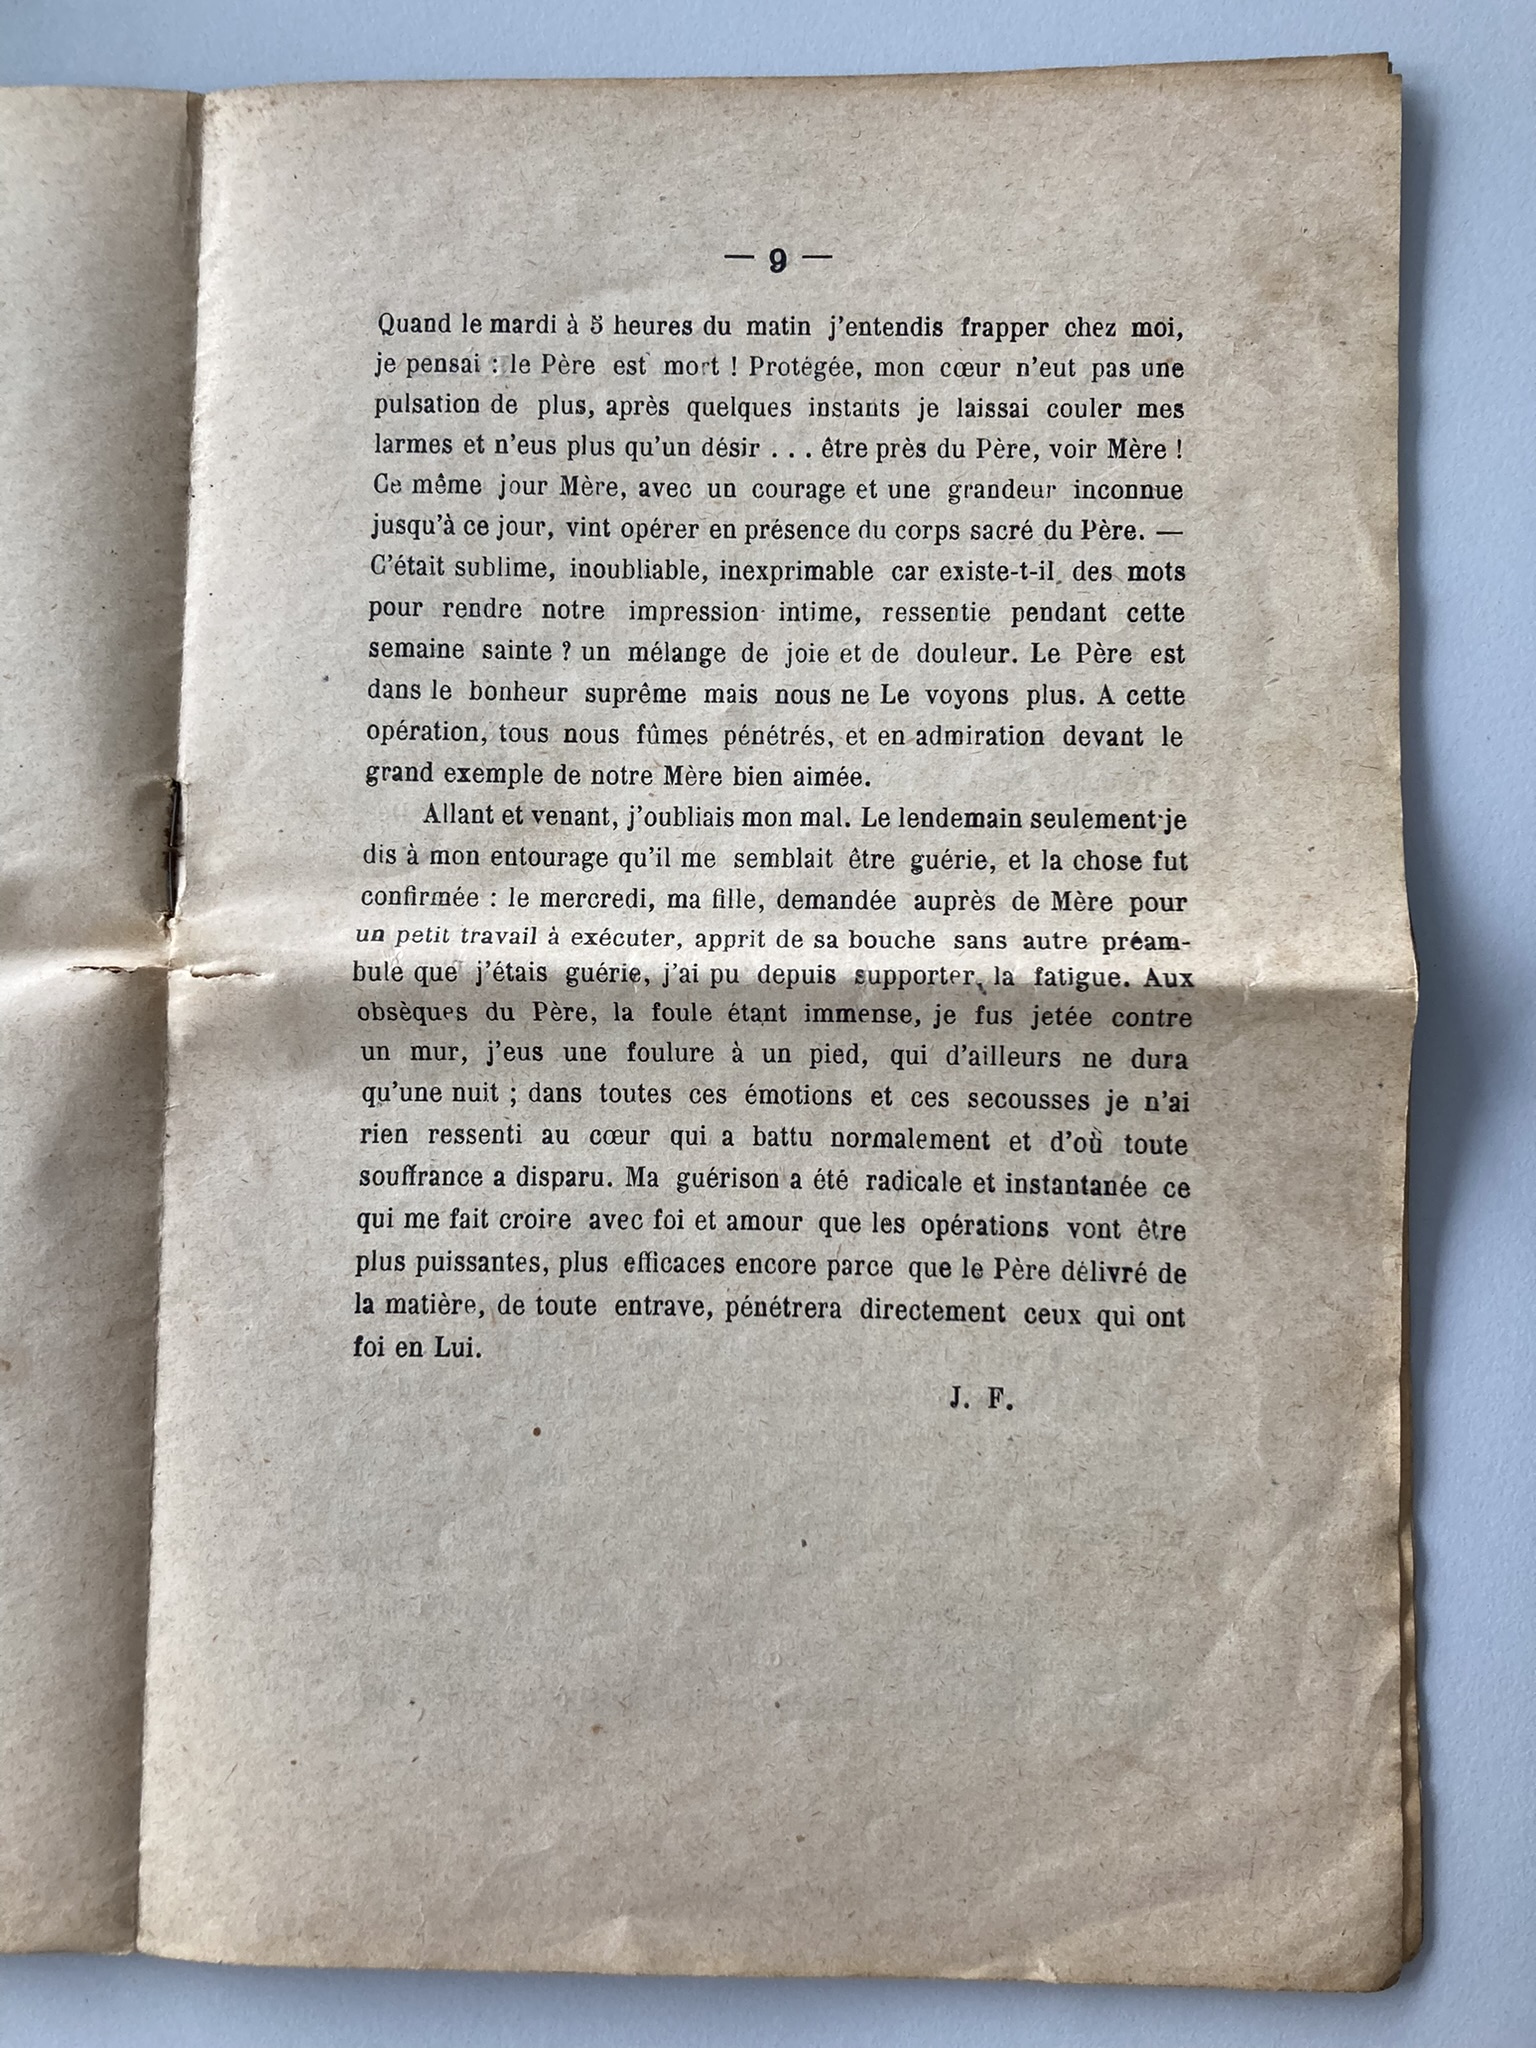 — 9 —
Quand le mardi à 5 heures du matin j'entendis frapper chez moi,
je pensai : le Père est mort ! Protégée, mon cœur n'eut pas une
pulsation de plus, après quelques instants je laissai couler mes
larmes et n'eus plus qu'un désir . . . être près du Père, voir Mère !
Ce même jour Mère, avec un courage et une grandeur inconnue
jusqu'à ce jour, vint opérer en présence du corps sacré du Père. —
C'était sublime, inoubliable, inexprimable car existe-t-il des mots
pour rendre notre impression intime, ressentie pendant cette
semaine sainte ? un mélange de joie et de douleur. Le Père est
dans le bonheur suprême mais nous ne Le voyons plus. A cette
opération, tous nous fûmes pénétrés, et en admiration devant le
grand exemple de notre Mère bien aimée.
Allant et venant, j'oubliais mon mal. Le lendemain seulement je
dis à mon entourage qu'il me semblait être guérie, et la chose fut
confirmée : le mercredi, ma fille, demandée auprès de Mère pour
un petit travail à exécuter, apprit de sa bouche sans autre préam-
bule que j'étais guérie, j'ai pu depuis supporter la fatigue. Aux
obsèques du Père, la foule étant immense, je fus jetée contre
un mur, j'eus une foulure à un pied, qui d'ailleurs ne dura
qu'une nuit ; dans toutes ces émotions et ces secousses je n'ai
rien ressenti au cœur qui a battu normalement et d'où toute
souffrance a disparu. Ma guérison a été radicale et instantanée ce
qui me fait croire avec foi et amour que les opérations vont être
plus puissantes, plus efficaces encore parce que le Père délivré de
la matière, de toute entrave, pénétrera directement ceux qui ont
foi en Lui.
J. F.